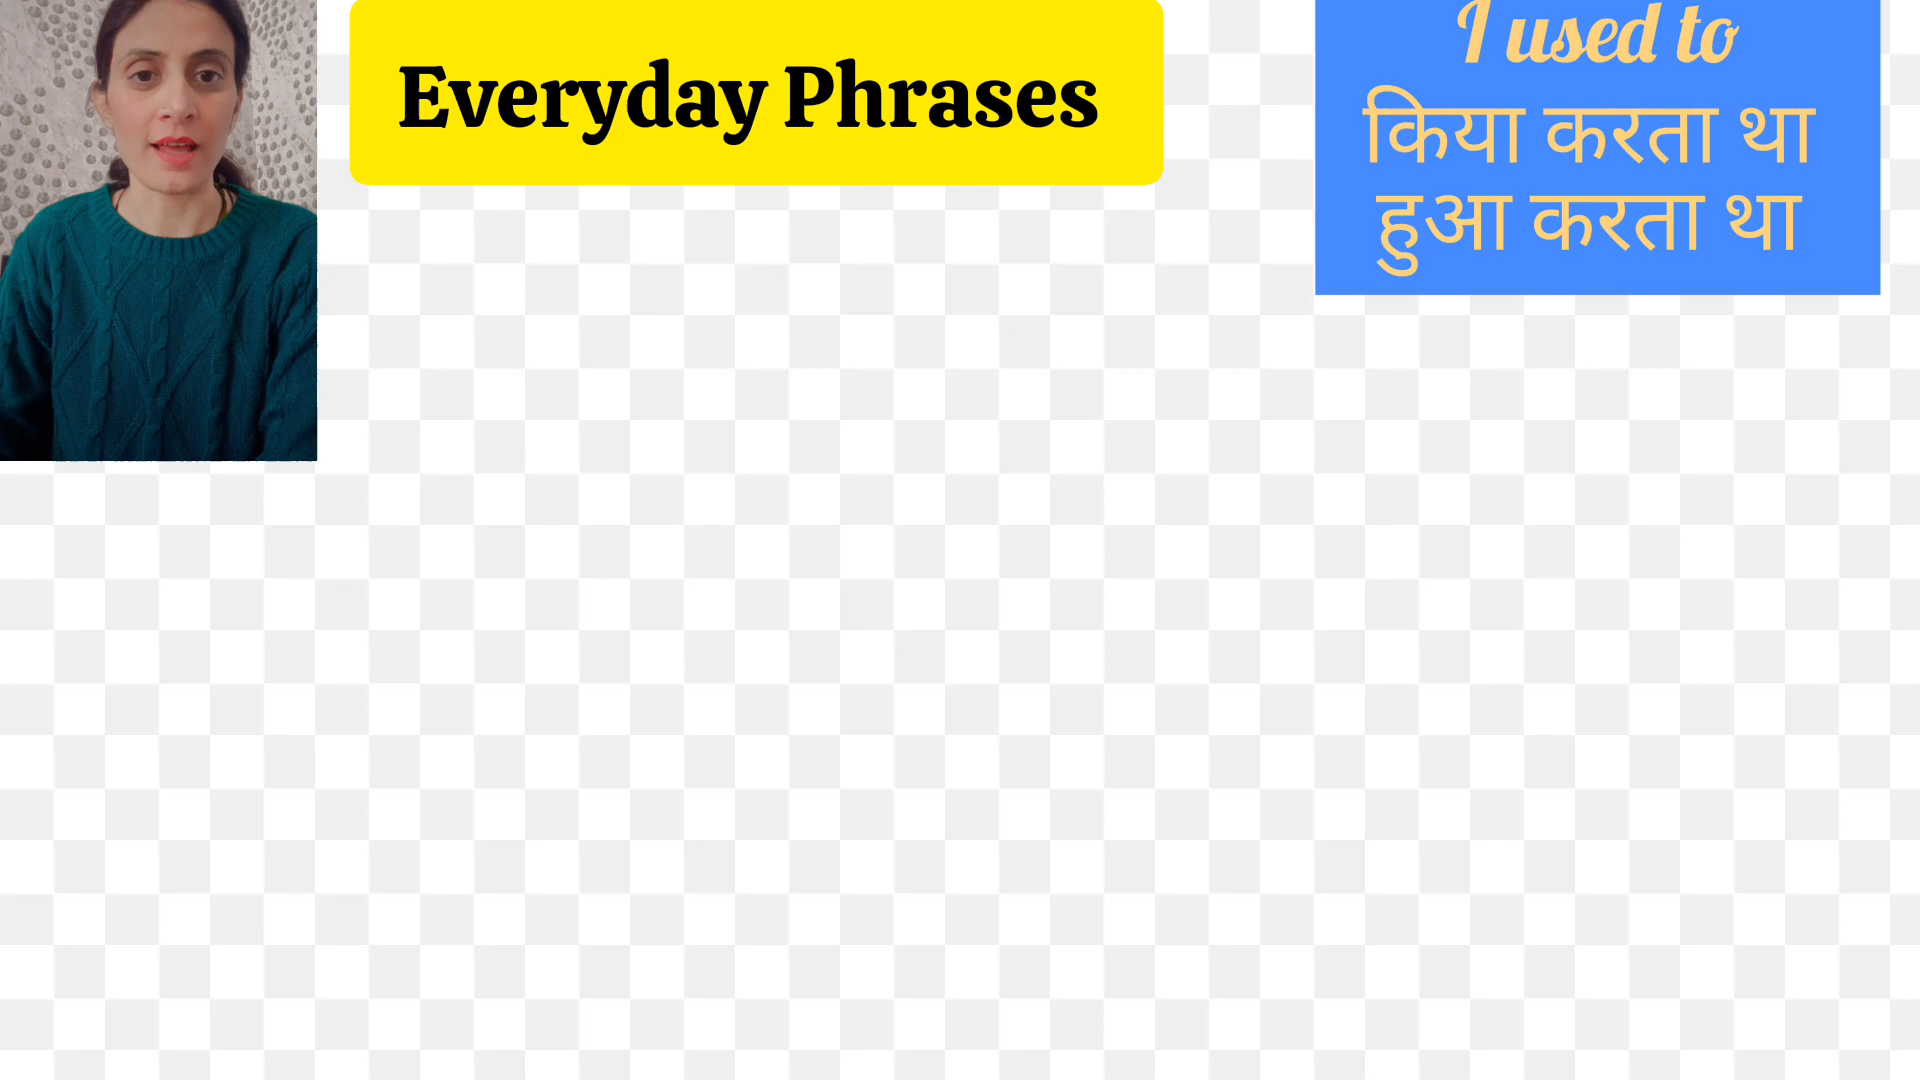 Everyday Phrases
I used to
किया करता था
हुआ करता था